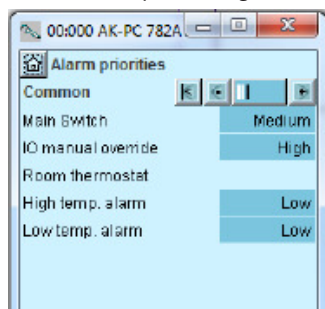 00:000 AK-PC 782A
Alarm priorities
Common
Main Switch Medium
IO manual override High
Room thermostat
High temp. alarm Low
Low temp. alarm Low